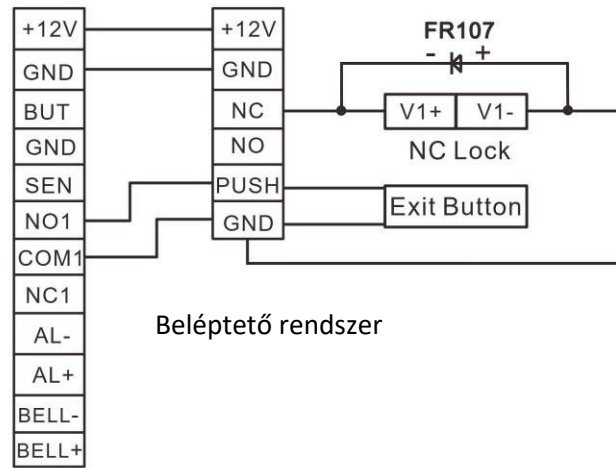 +12V
GND
BUT
GND
SEN
NO1
COM1
NC1
AL-
AL+
BELL-
BELL+
+12V
GND
NC
NO
PUSH
GND
FR107
- +
V1+ V1-
NC Lock
Exit Button
Beléptető rendszer